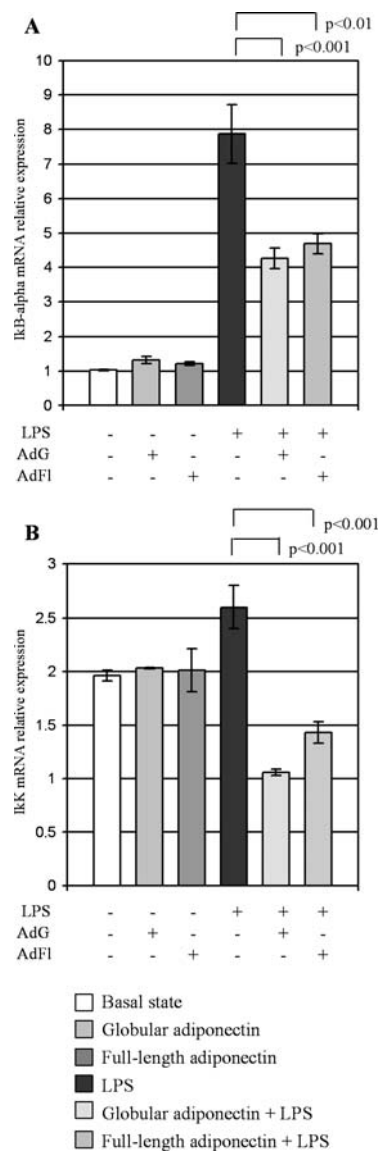 A
p<0.01
p<0.001
IkB-alpha mRNA relative expression
10
9
8
7
6
5
4
3
2
1
0
LPS - - - + + +
AdG - + - - + -
AdFl - - + - - +
B
p<0.001
p<0.001
IkK mRNA relative expression
3
2.5
2
1.5
1
0.5
0
LPS - - - + + +
AdG - + - - + -
AdFl - - + - - +
Basal state
Globular adiponectin
Full-length adiponectin
LPS
Globular adiponectin + LPS
Full-length adiponectin + LPS